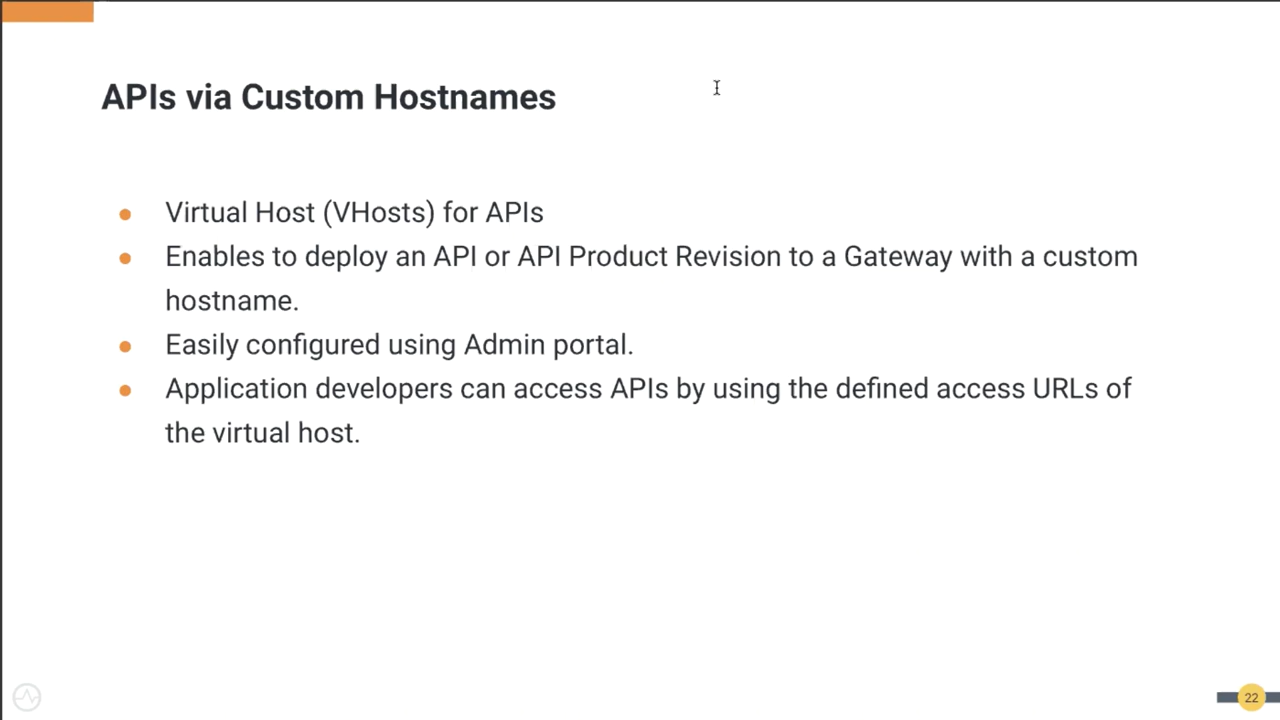 APIs via Custom Hostnames
● Virtual Host (VHosts) for APIs
● Enables to deploy an API or API Product Revision to a Gateway with a custom
hostname.
● Easily configured using Admin portal.
● Application developers can access APIs by using the defined access URLs of
the virtual host.
22